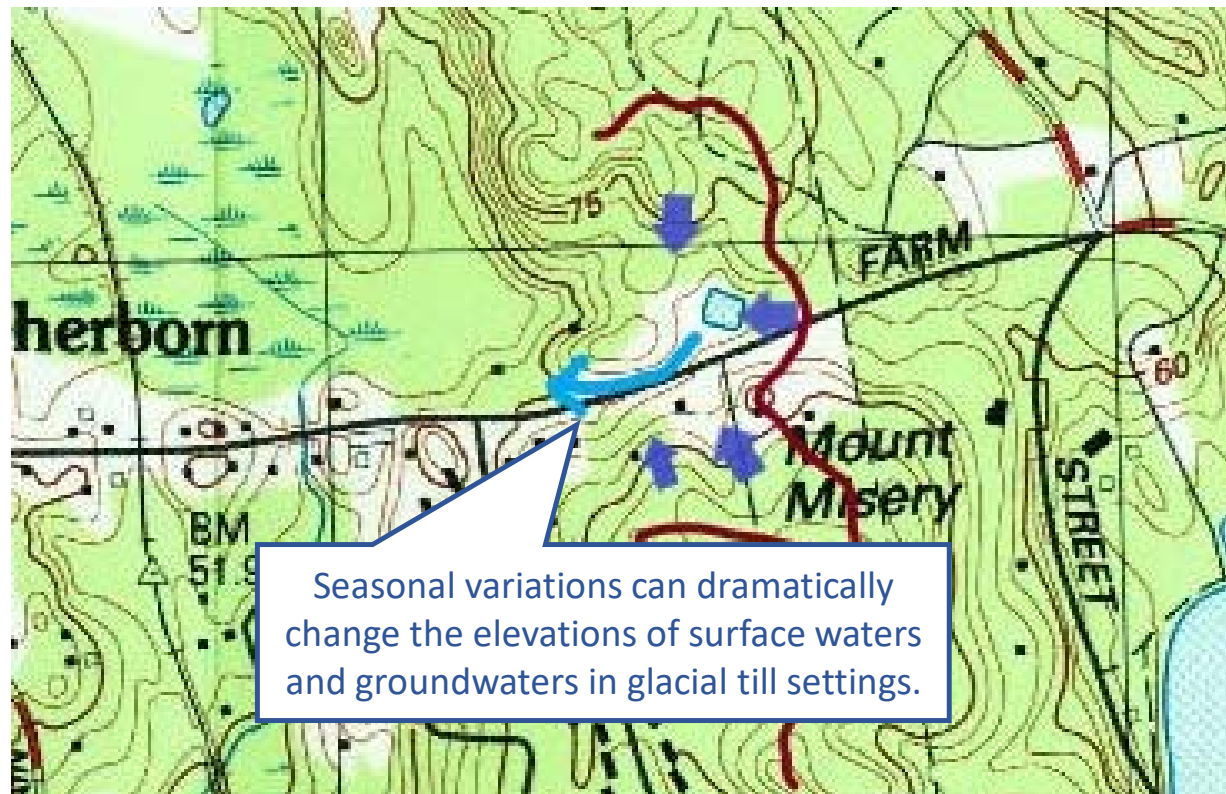 75
FARM
herborn
60
Mount
Misery
STREET
BM
51.9
Seasonal variations can dramatically
change the elevations of surface waters
and groundwaters in glacial till settings.